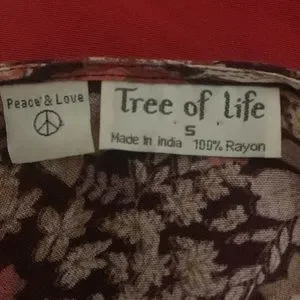 Peace & Love
Tree of life
S
Made in india 100% Rayon